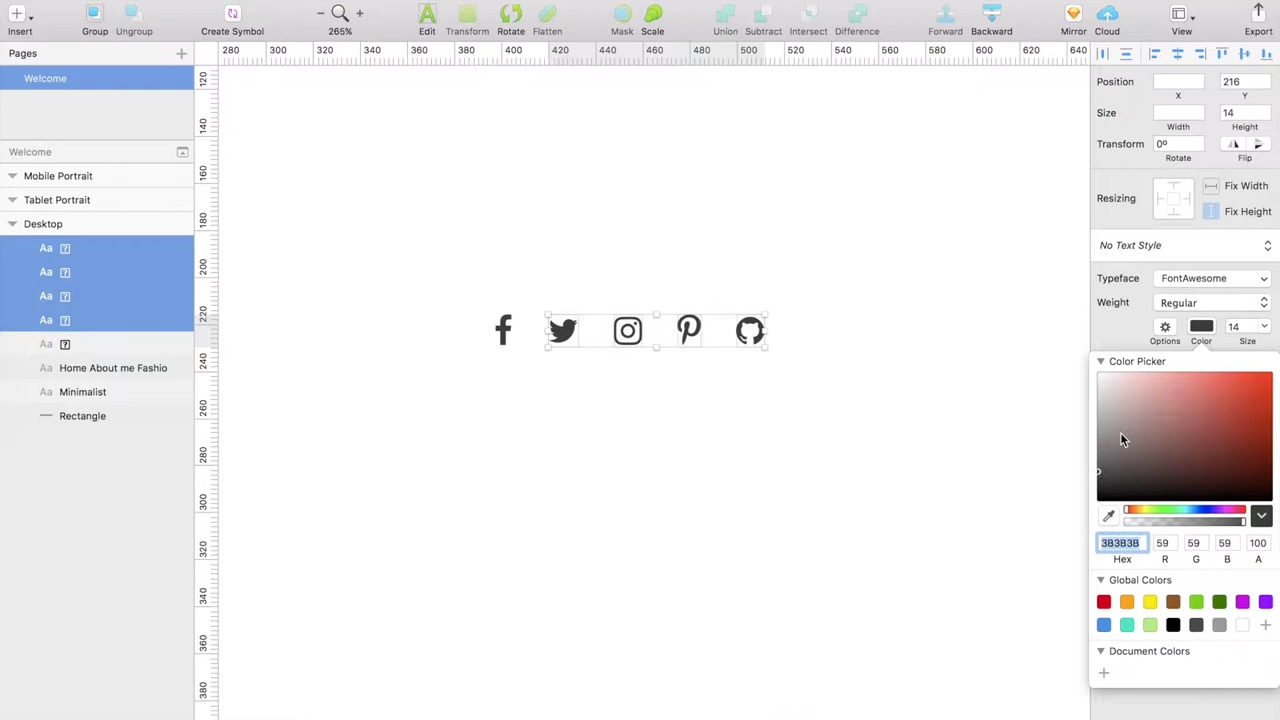 Insert Group Ungroup Create Symbol 265% Edit Transform Rotate Flatten Mask Scale Union Subtract Intersect Difference Forward Backward Mirror Cloud View Export
Pages
280 300 320 340 360 380 400 420 440 460 480 500 520 540 560 580 600 620 640
Welcome
Welcome
Mobile Portrait
Tablet Portrait
Desktop
Aa ?
Aa ?
Aa ?
Aa ?
Aa ?
Aa Home About me Fashio
Aa Minimalist
Rectangle
120
140
160
180
200
220
240
260
280
300
320
340
360
380
Position 216
X Y
Size 14
Width Height
Transform 0º
Rotate Flip
Resizing Fix Width
Fix Height
No Text Style
Typeface FontAwesome
Weight Regular
14
Options Color Size
Color Picker
3B3B3B 59 59 59 100
Hex R G B A
Global Colors
Document Colors